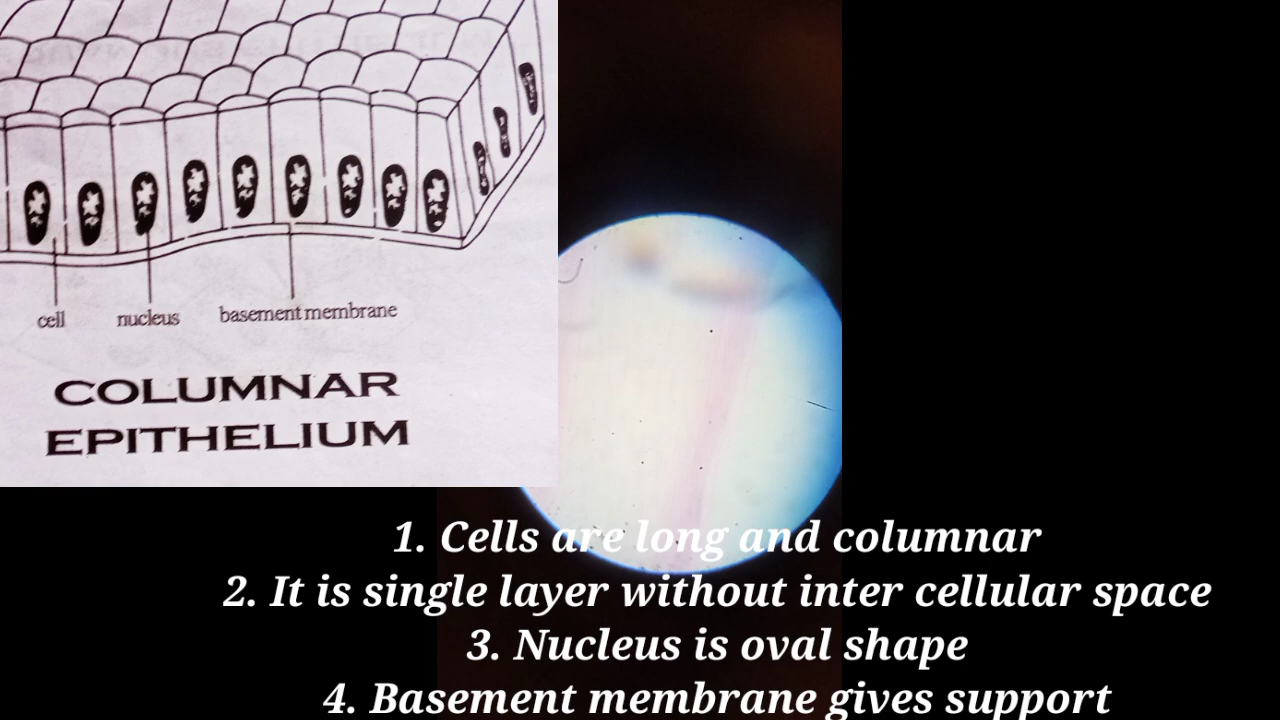 cell nucleus basement membrane
COLUMNAR
EPITHELIUM
1. Cells are long and columnar
2. It is single layer without inter cellular space
3. Nucleus is oval shape
4. Basement membrane gives support